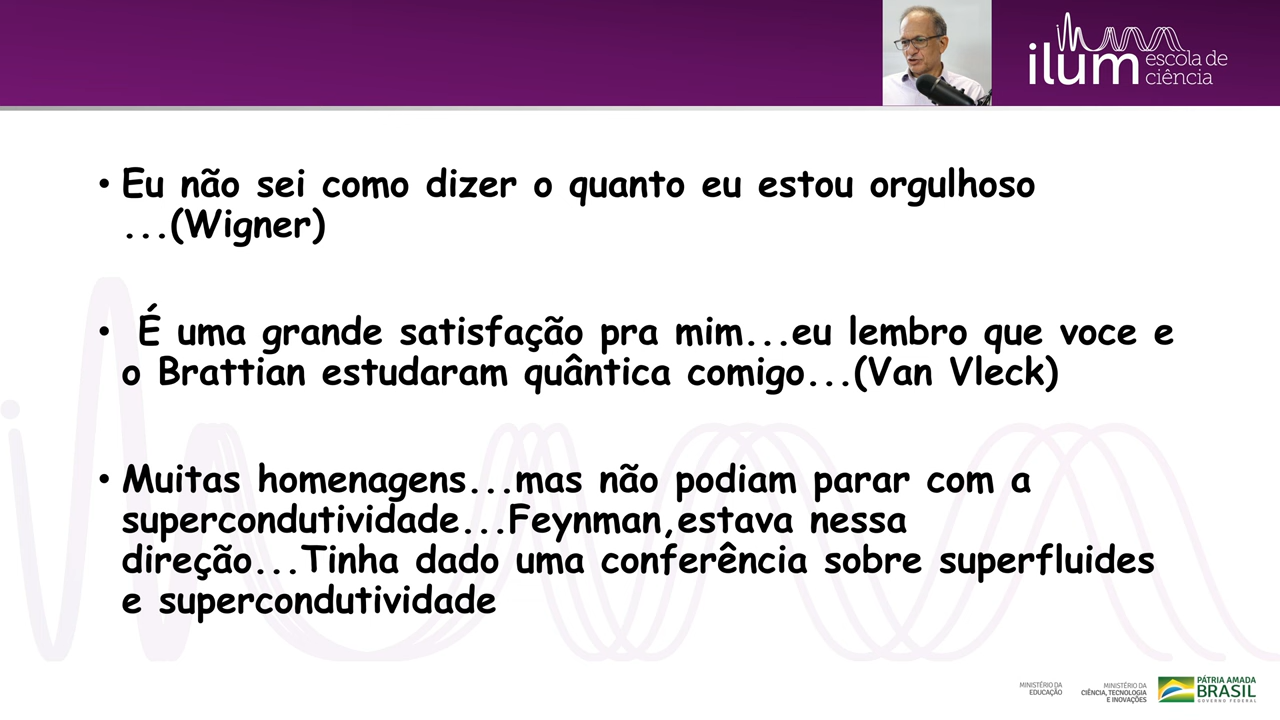 ilum escola de ciência
• Eu não sei como dizer o quanto eu estou orgulhoso
...(Wigner)
• É uma grande satisfação pra mim...eu lembro que voce e
o Brattian estudaram quântica comigo...(Van Vleck)
• Muitas homenagens...mas não podiam parar com a
supercondutividade...Feynman,estava nessa
direção...Tinha dado uma conferência sobre superfluides
e supercondutividade
MINISTÉRIO DA
EDUCAÇÃO
MINISTÉRIO DA
CIÊNCIA, TECNOLOGIA
E INOVAÇÕES
PÁTRIA AMADA
BRASIL
GOVERNO FEDERAL